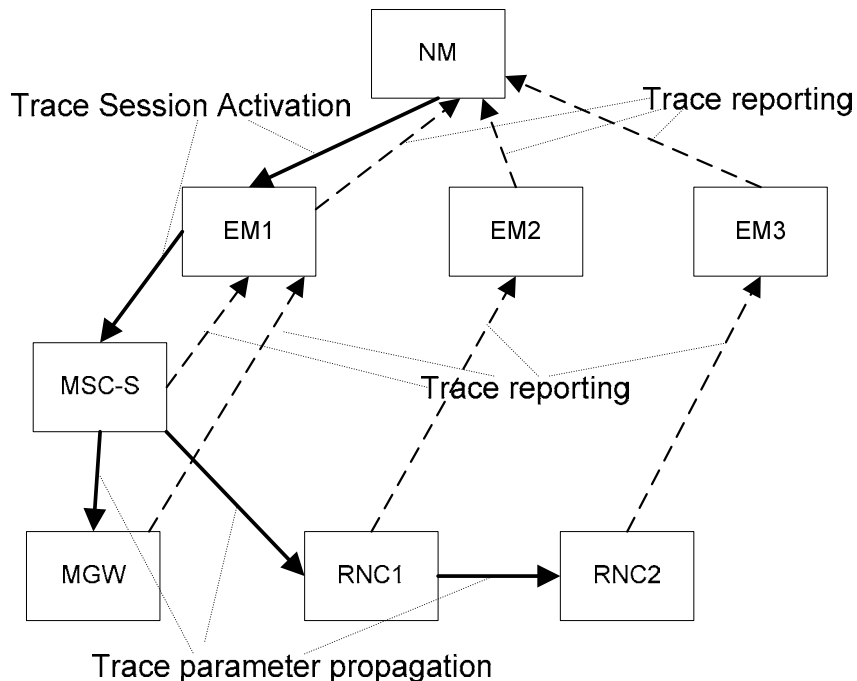 NM
Trace Session Activation
Trace reporting
EM1
EM2
EM3
MSC-S
Trace reporting
MGW
RNC1
RNC2
Trace parameter propagation